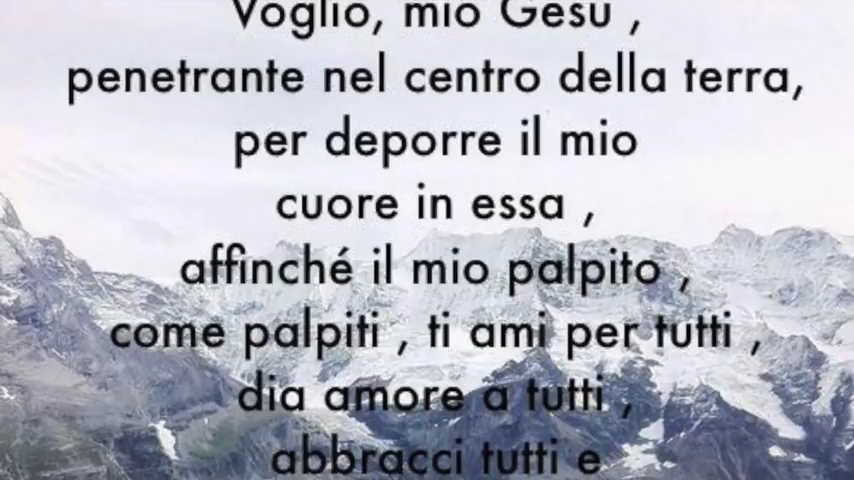 Voglio, mio Gesù ,
penetrante nel centro della terra,
per deporre il mio
cuore in essa ,
affinché il mio palpito ,
come palpiti , ti ami per tutti ,
dia amore a tutti ,
abbracci tutti e